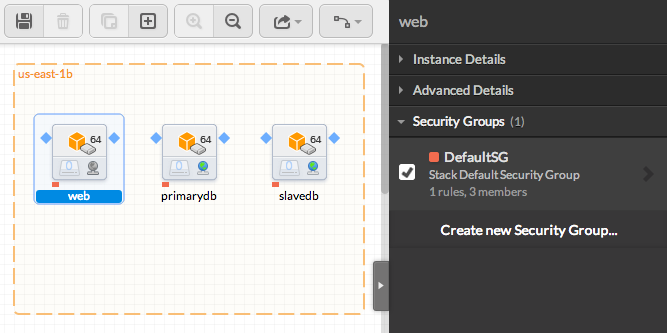 web
Instance Details
Advanced Details
Security Groups (1)
DefaultSG
Stack Default Security Group
1 rules, 3 members
Create new Security Group...
us-east-1b
64
64
64
web
primarydb
slavedb